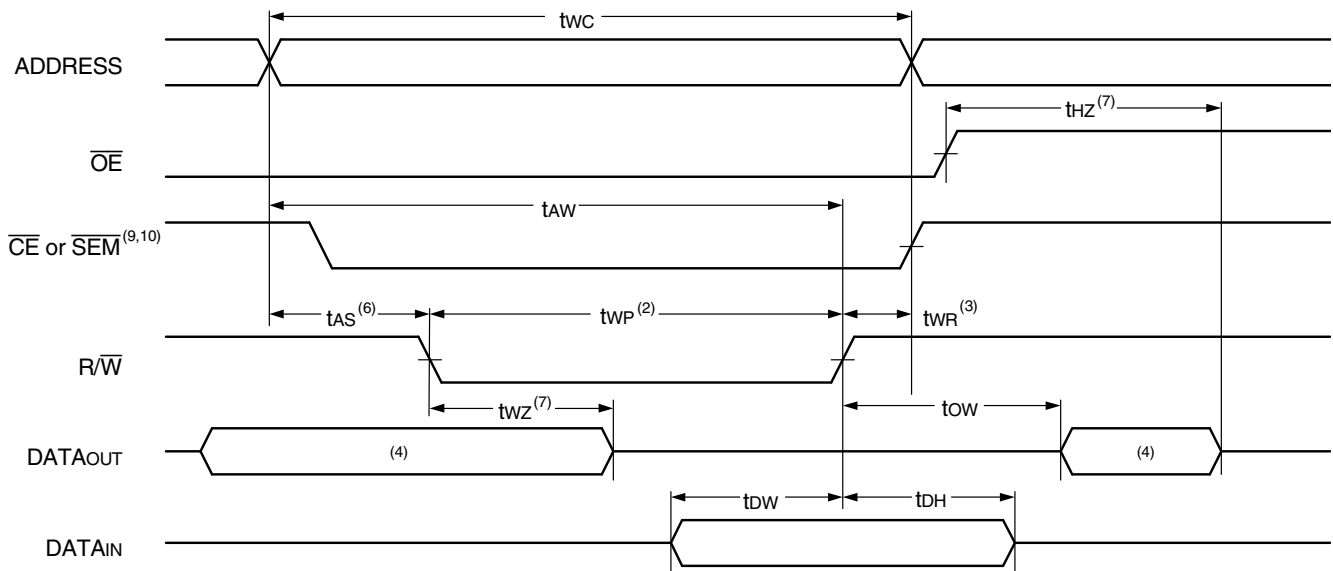 tWC
ADDRESS
tHZ(7)
OE
tAW
CE or SEM(9,10)
tAS(6)
tWP(2)
tWR(3)
R/W
tWZ(7)
tOW
DATAOUT
(4)
(4)
tDW
tDH
DATAIN